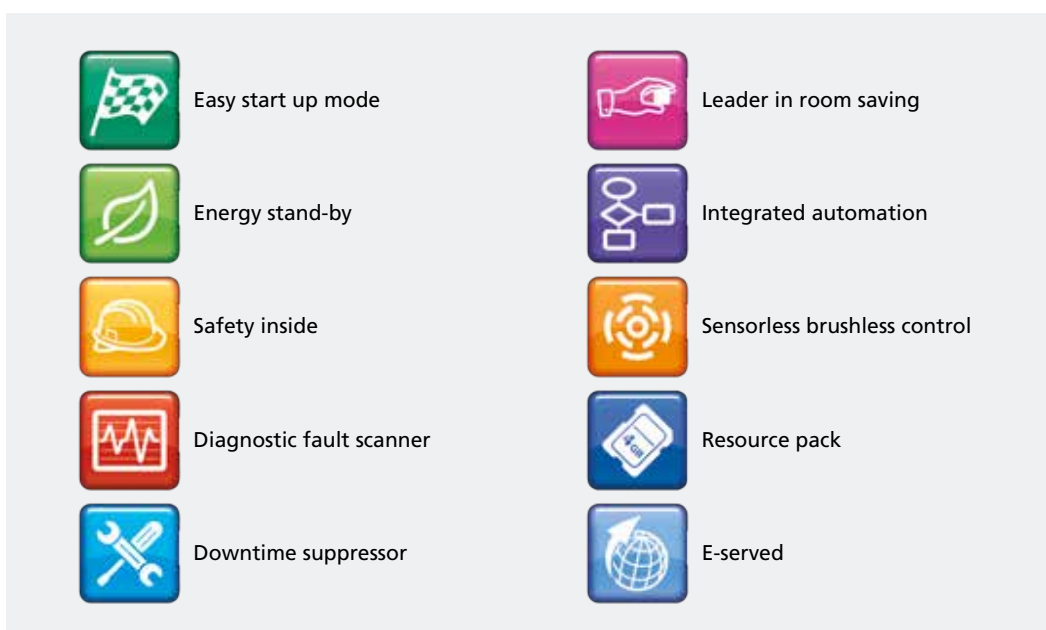 Easy start up mode
Energy stand-by
Safety inside
Diagnostic fault scanner
Downtime suppressor
Leader in room saving
Integrated automation
Sensorless brushless control
4GB
Resource pack
E-served